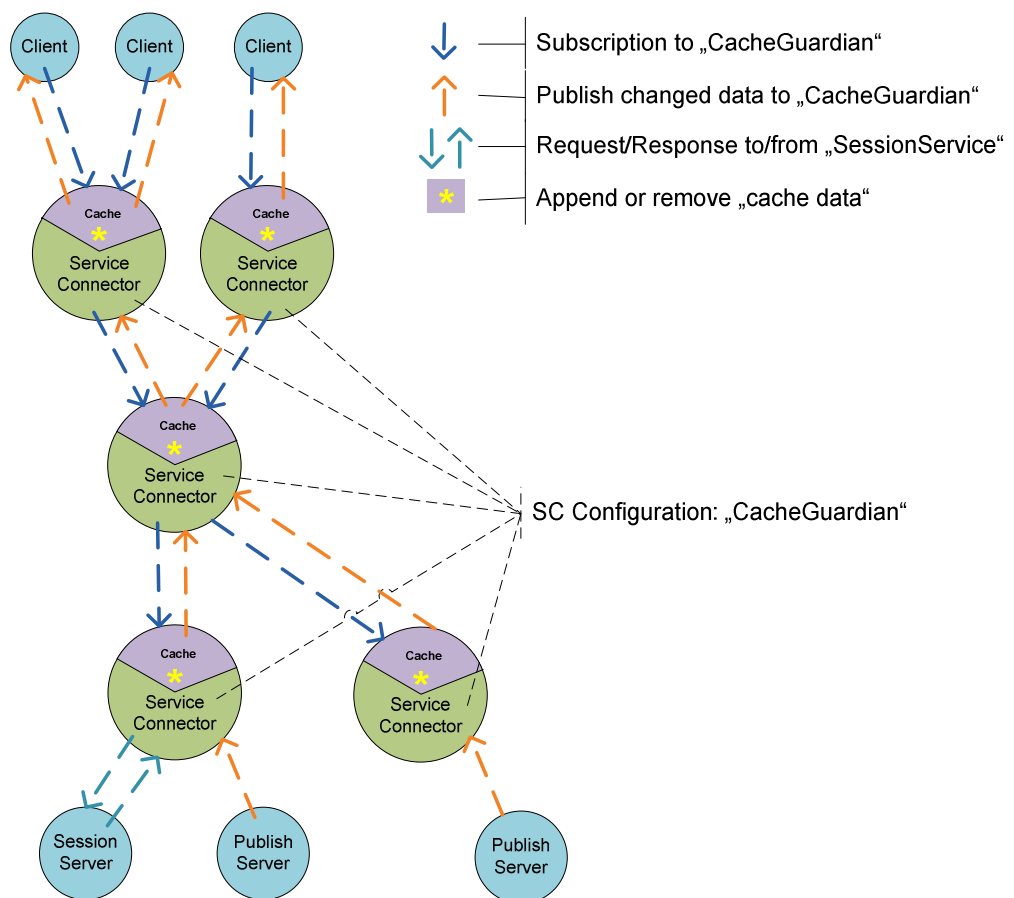 Client
Client
Client
Subscription to „CacheGuardian“
Publish changed data to „CacheGuardian“
Request/Response to/from „SessionService“
* Append or remove „cache data“
Cache
*
Service
Connector
Cache
*
Service
Connector
Cache
*
Service
Connector
SC Configuration: „CacheGuardian“
Cache
*
Service
Connector
Cache
*
Service
Connector
Session
Server
Publish
Server
Publish
Server